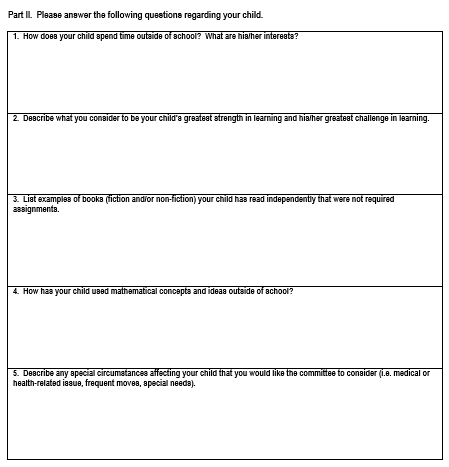 Part II.  Please answer the following questions regarding your child.
1.  How does your child spend time outside of school?  What are his/her interests?
2.  Describe what you consider to be your child's greatest strength in learning and his/her greatest challenge in learning.
3.  List examples of books (fiction and/or non-fiction) your child has read independently that were not required
assignments.
4.  How has your child used mathematical concepts and ideas outside of school?
5.  Describe any special circumstances affecting your child that you would like the committee to consider (i.e. medical or
health-related issue, frequent moves, special needs).